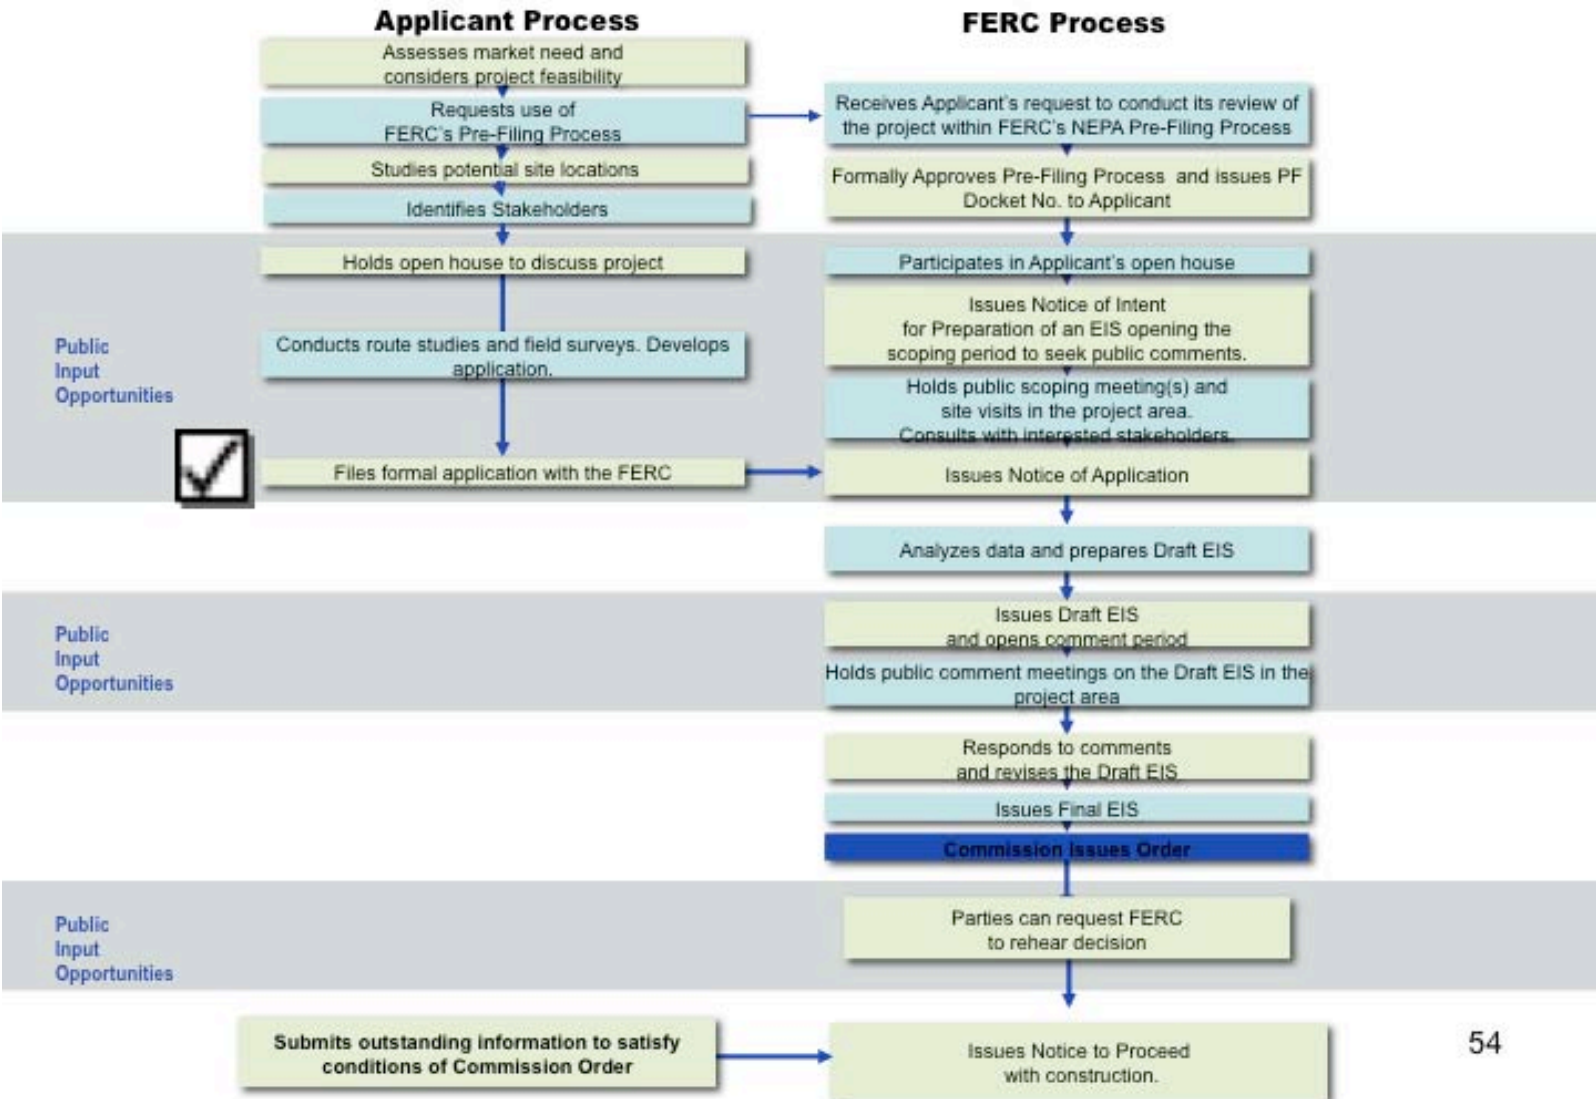 Applicant Process
FERC Process
Assesses market need and
considers project feasibility
Requests use of
FERC's Pre-Filing Process
Receives Applicant's request to conduct its review of
the project within FERC's NEPA Pre-Filing Process
Studies potential site locations
Formally Approves Pre-Filing Process and issues PF
Docket No. to Applicant
Identifies Stakeholders
Holds open house to discuss project
Participates in Applicant's open house
Issues Notice of Intent
for Preparation of an EIS opening the
scoping period to seek public comments.
Public
Input
Opportunities
Conducts route studies and field surveys. Develops
application.
Holds public scoping meeting(s) and
site visits in the project area.
Consults with interested stakeholders.
Files formal application with the FERC
Issues Notice of Application
Analyzes data and prepares Draft EIS
Public
Input
Opportunities
Issues Draft EIS
and opens comment period
Holds public comment meetings on the Draft EIS in the
project area
Responds to comments
and revises the Draft EIS
Issues Final EIS
Commission Issues Order
Public
Input
Opportunities
Parties can request FERC
to rehear decision
Submits outstanding information to satisfy
conditions of Commission Order
Issues Notice to Proceed
with construction.
54